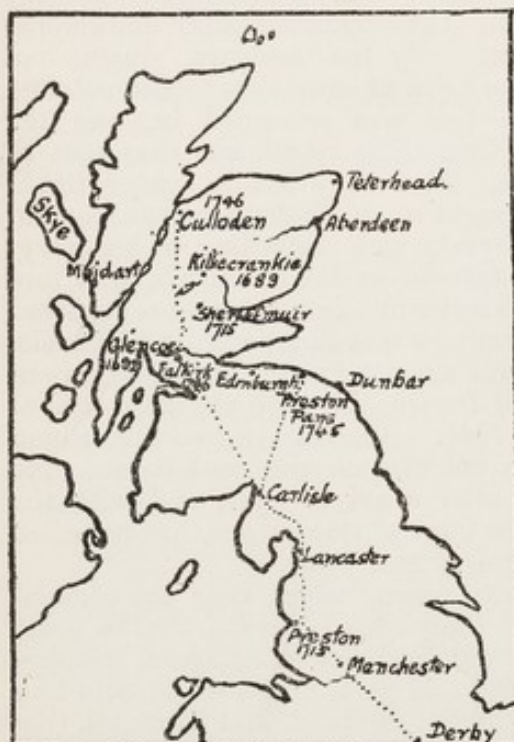 Peterhead.
1746
Culloden
Aberdeen
Skye
Killiecrankie
1689
Moidart
Sheriffmuir
1715
Glencoe
Falkirk
Edinburgh
Dunbar
Preston
Pans
1745
Carlisle
Lancaster
Preston
1715
Manchester
Derby